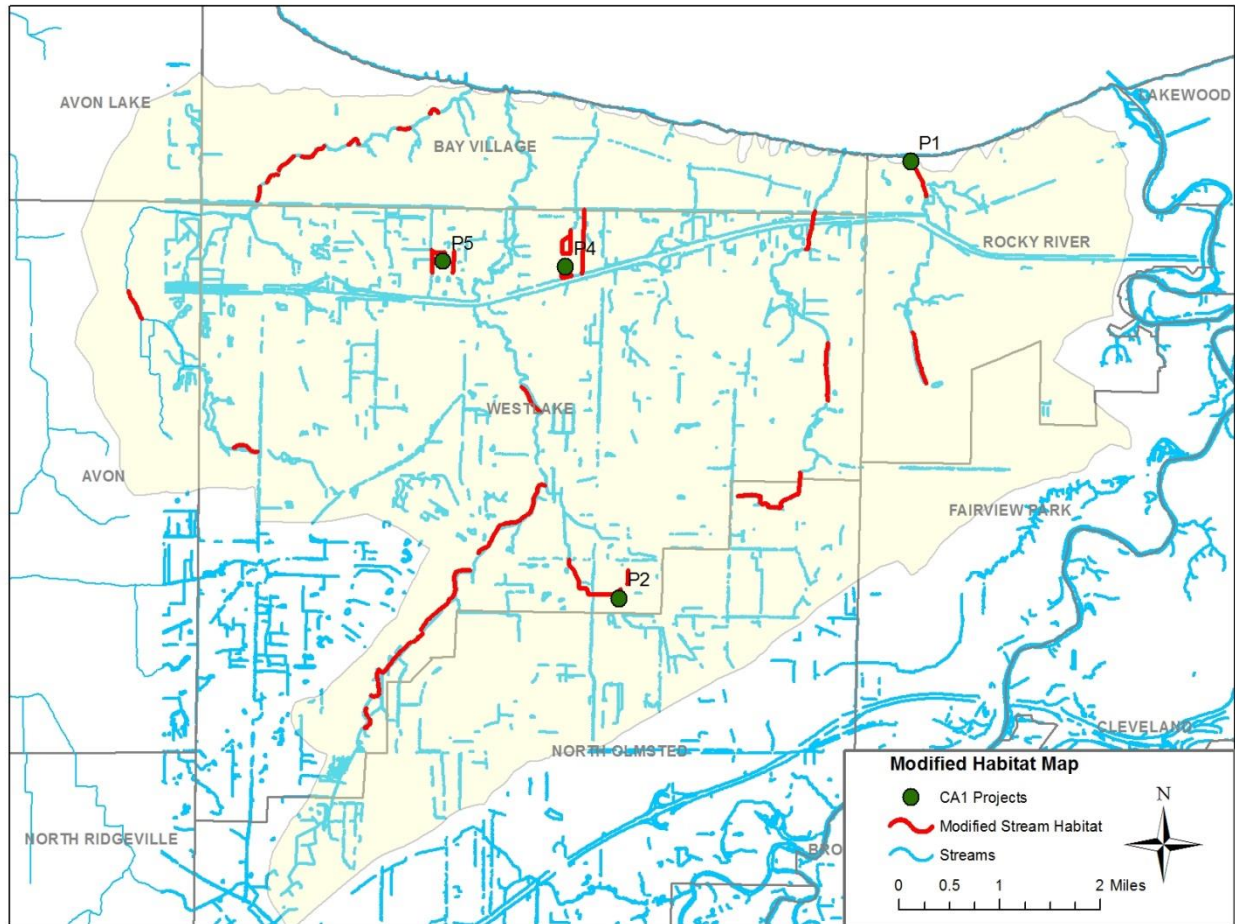 AVON LAKE
LAKEWOOD
BAY VILLAGE
P1
P5
P4
ROCKY RIVER
WESTLAKE
AVON
FAIRVIEW PARK
P2
CLEVELAND
NORTH OLMSTED
NORTH RIDGEVILLE
BRO
Modified Habitat Map
CA1 Projects
Modified Stream Habitat
Streams
N
0 0.5 1 2 Miles